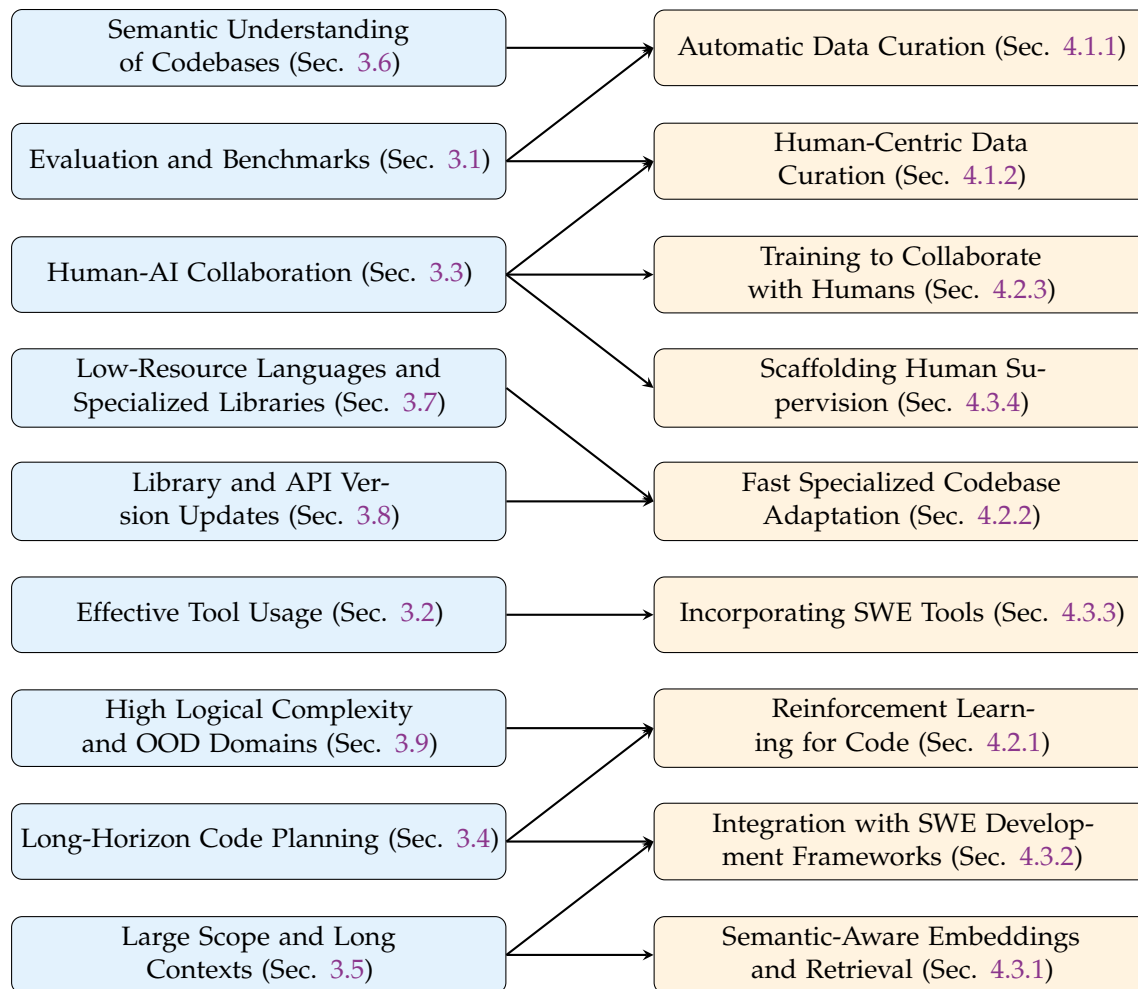 Semantic Understanding
of Codebases (Sec. 3.6)
Automatic Data Curation (Sec. 4.1.1)
Evaluation and Benchmarks (Sec. 3.1)
Human-Centric Data
Curation (Sec. 4.1.2)
Human-AI Collaboration (Sec. 3.3)
Training to Collaborate
with Humans (Sec. 4.2.3)
Low-Resource Languages and
Specialized Libraries (Sec. 3.7)
Scaffolding Human Su-
pervision (Sec. 4.3.4)
Library and API Ver-
sion Updates (Sec. 3.8)
Fast Specialized Codebase
Adaptation (Sec. 4.2.2)
Effective Tool Usage (Sec. 3.2)
Incorporating SWE Tools (Sec. 4.3.3)
High Logical Complexity
and OOD Domains (Sec. 3.9)
Reinforcement Learn-
ing for Code (Sec. 4.2.1)
Long-Horizon Code Planning (Sec. 3.4)
Integration with SWE Develop-
ment Frameworks (Sec. 4.3.2)
Large Scope and Long
Contexts (Sec. 3.5)
Semantic-Aware Embeddings
and Retrieval (Sec. 4.3.1)